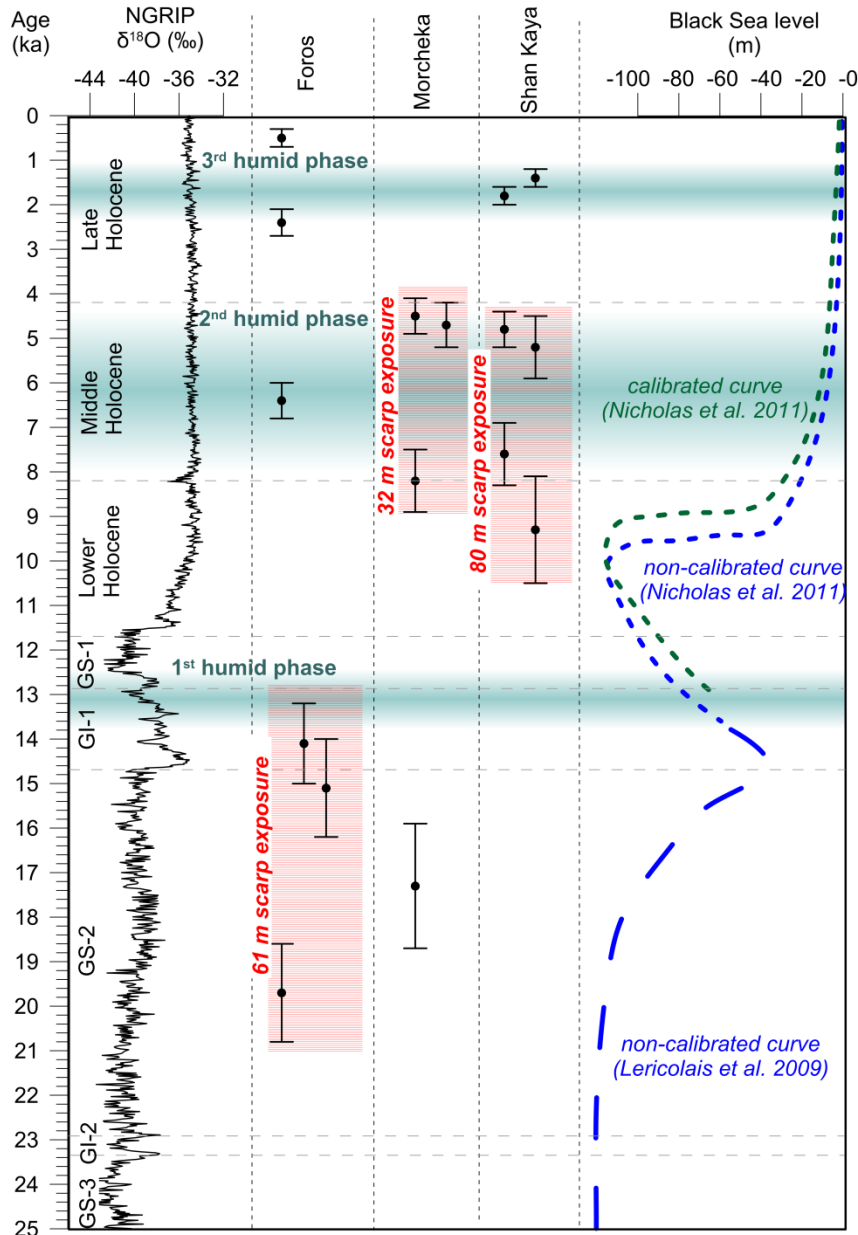 Age
(ka)
NGRIP
δ¹⁸O (‰)
-44 -40 -36 -32
Foros
Morcheka
Shan Kaya
Black Sea level
(m)
-100 -80 -60 -40 -20 0
0
1
2
3
4
5
6
7
8
9
10
11
12
13
14
15
16
17
18
19
20
21
22
23
24
25
Late
Holocene
Middle
Holocene
Lower
Holocene
GS-1
GI-1
GS-2
GI-2
GS-3
3rd humid phase
2nd humid phase
1st humid phase
61 m scarp exposure
32 m scarp exposure
80 m scarp exposure
calibrated curve
(Nicholas et al. 2011)
non-calibrated curve
(Nicholas et al. 2011)
non-calibrated curve
(Lericolais et al. 2009)